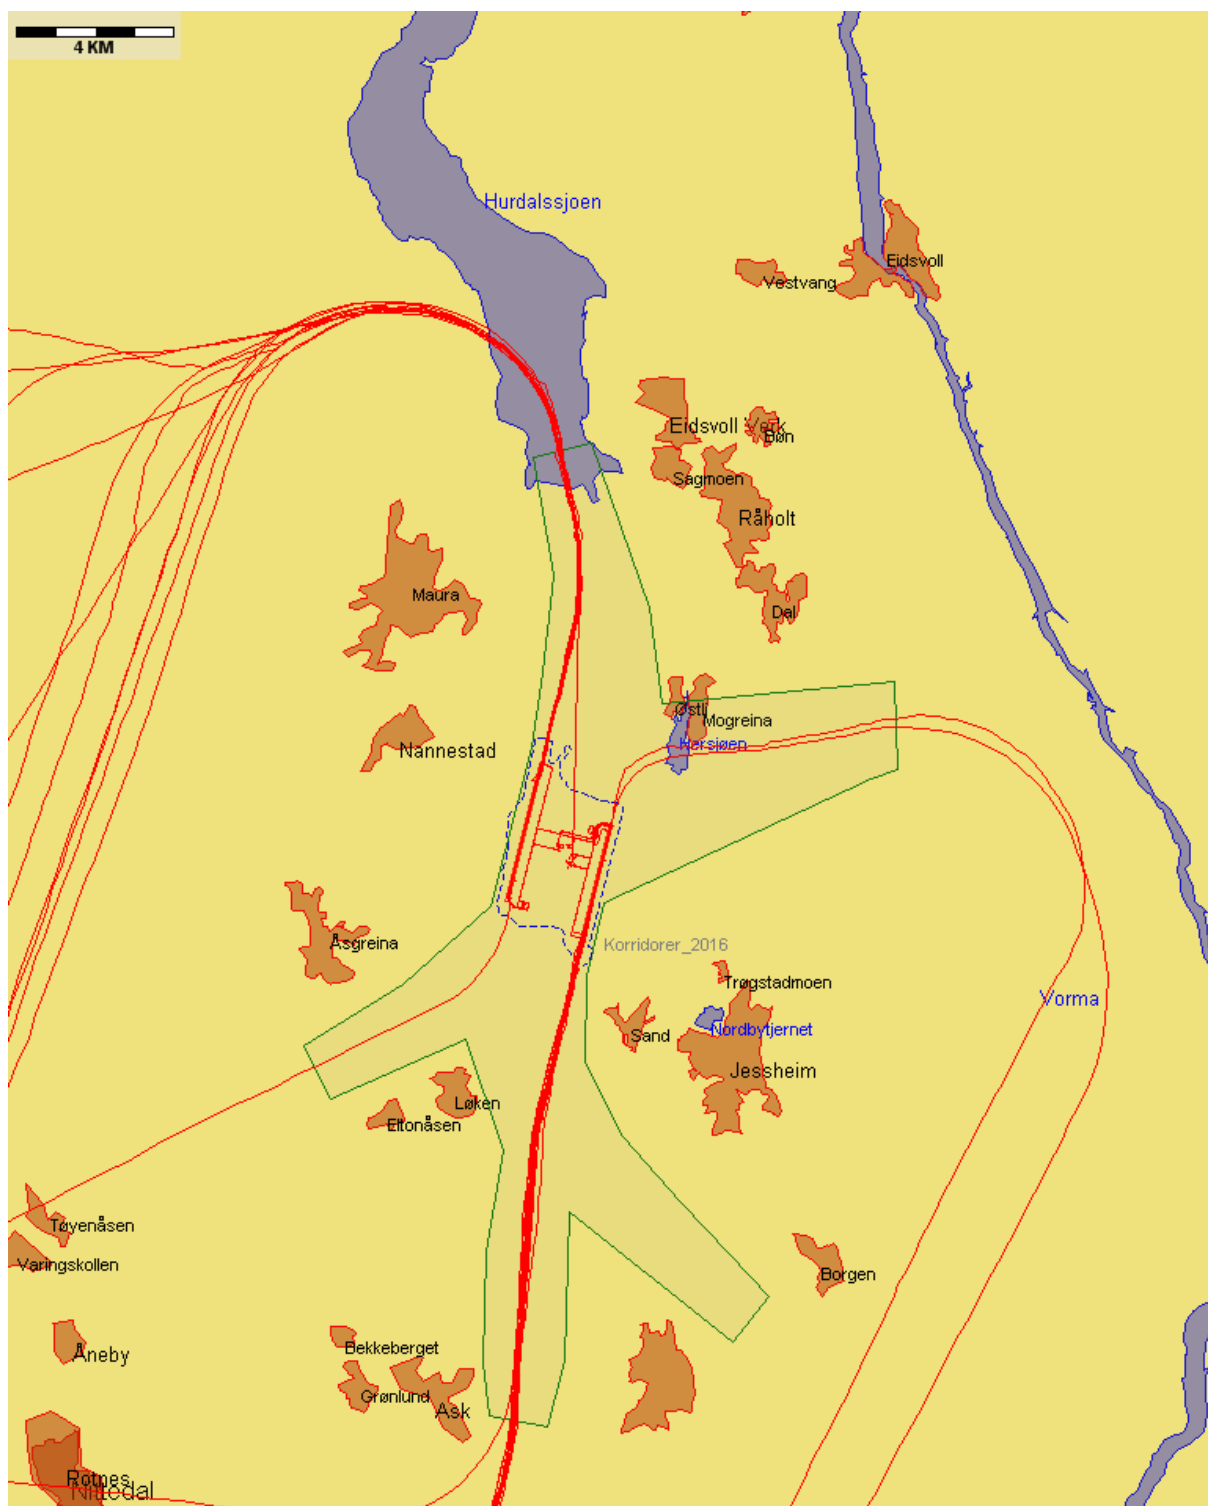 4 KM
Hurdalssjoen
Eidsvoll
Vestvang
Eidsvoll Verk
Bøn
Sagmoen
Råholt
Maura
Dal
Østli
Mogreina
Nannestad
Hersjøen
Åsgreina
Korridorer_2016
Trøgstadmoen
Vorma
Nordbytjernet
Sand
Jessheim
Løken
Eltonåsen
Tøyenåsen
Varingskollen
Borgen
Bekkeberget
Åneby
Grønlund
Ask
Rotnes
Nittedal